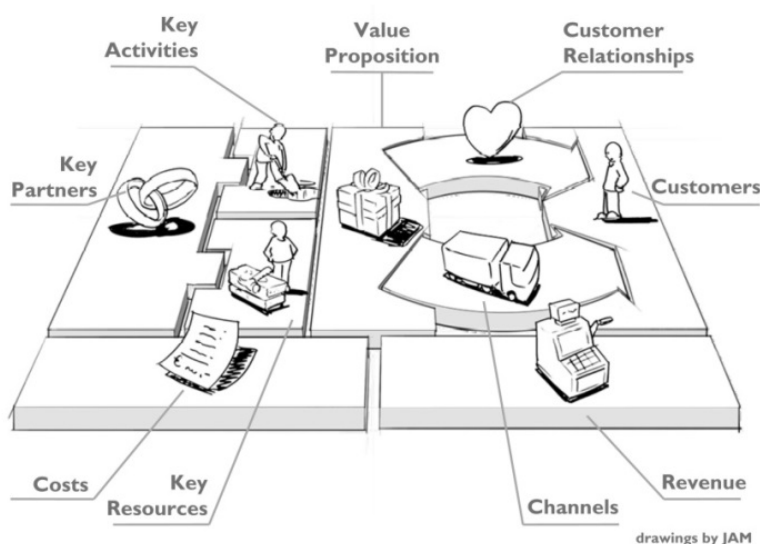 Key
Activities
Value
Proposition
Customer
Relationships
Key
Partners
Customers
Costs
Key
Resources
Channels
Revenue
drawings by JAM